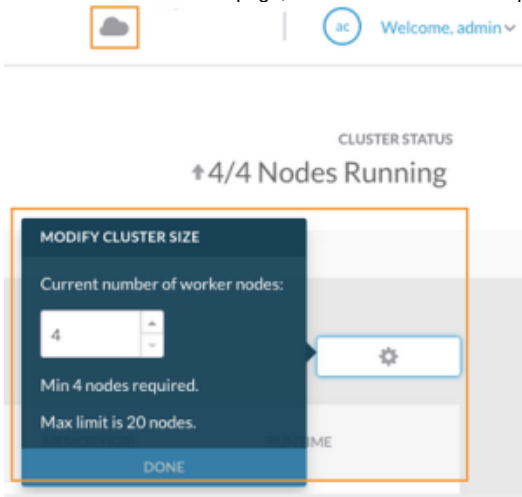 ac Welcome, admin
CLUSTER STATUS
4/4 Nodes Running
MODIFY CLUSTER SIZE
Current number of worker nodes:
4
Min 4 nodes required.
Max limit is 20 nodes.
DONE